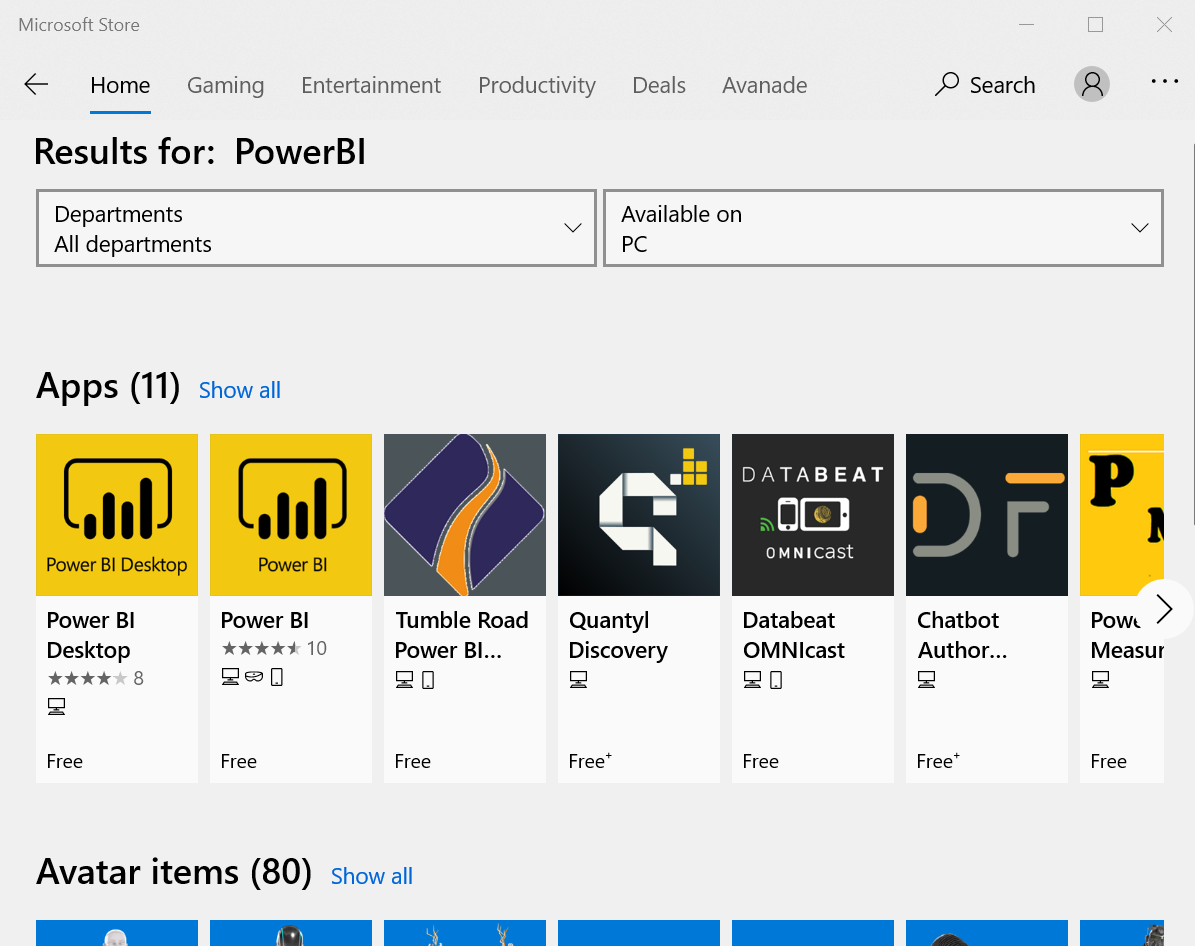 Microsoft Store
Home Gaming Entertainment Productivity Deals Avanade Search
Results for: PowerBI
Departments
All departments
Available on
PC
Apps (11) Show all
Power BI Desktop
Power BI
Desktop
8
Free
Power BI
Power BI
10
Free
Tumble Road
Power BI...
Free
Quantyl
Discovery
Free+
DATABEAT
OMNIcast
Databeat
OMNIcast
Free
DF
Chatbot
Author...
Free+
P
Measur
Free
Avatar items (80) Show all